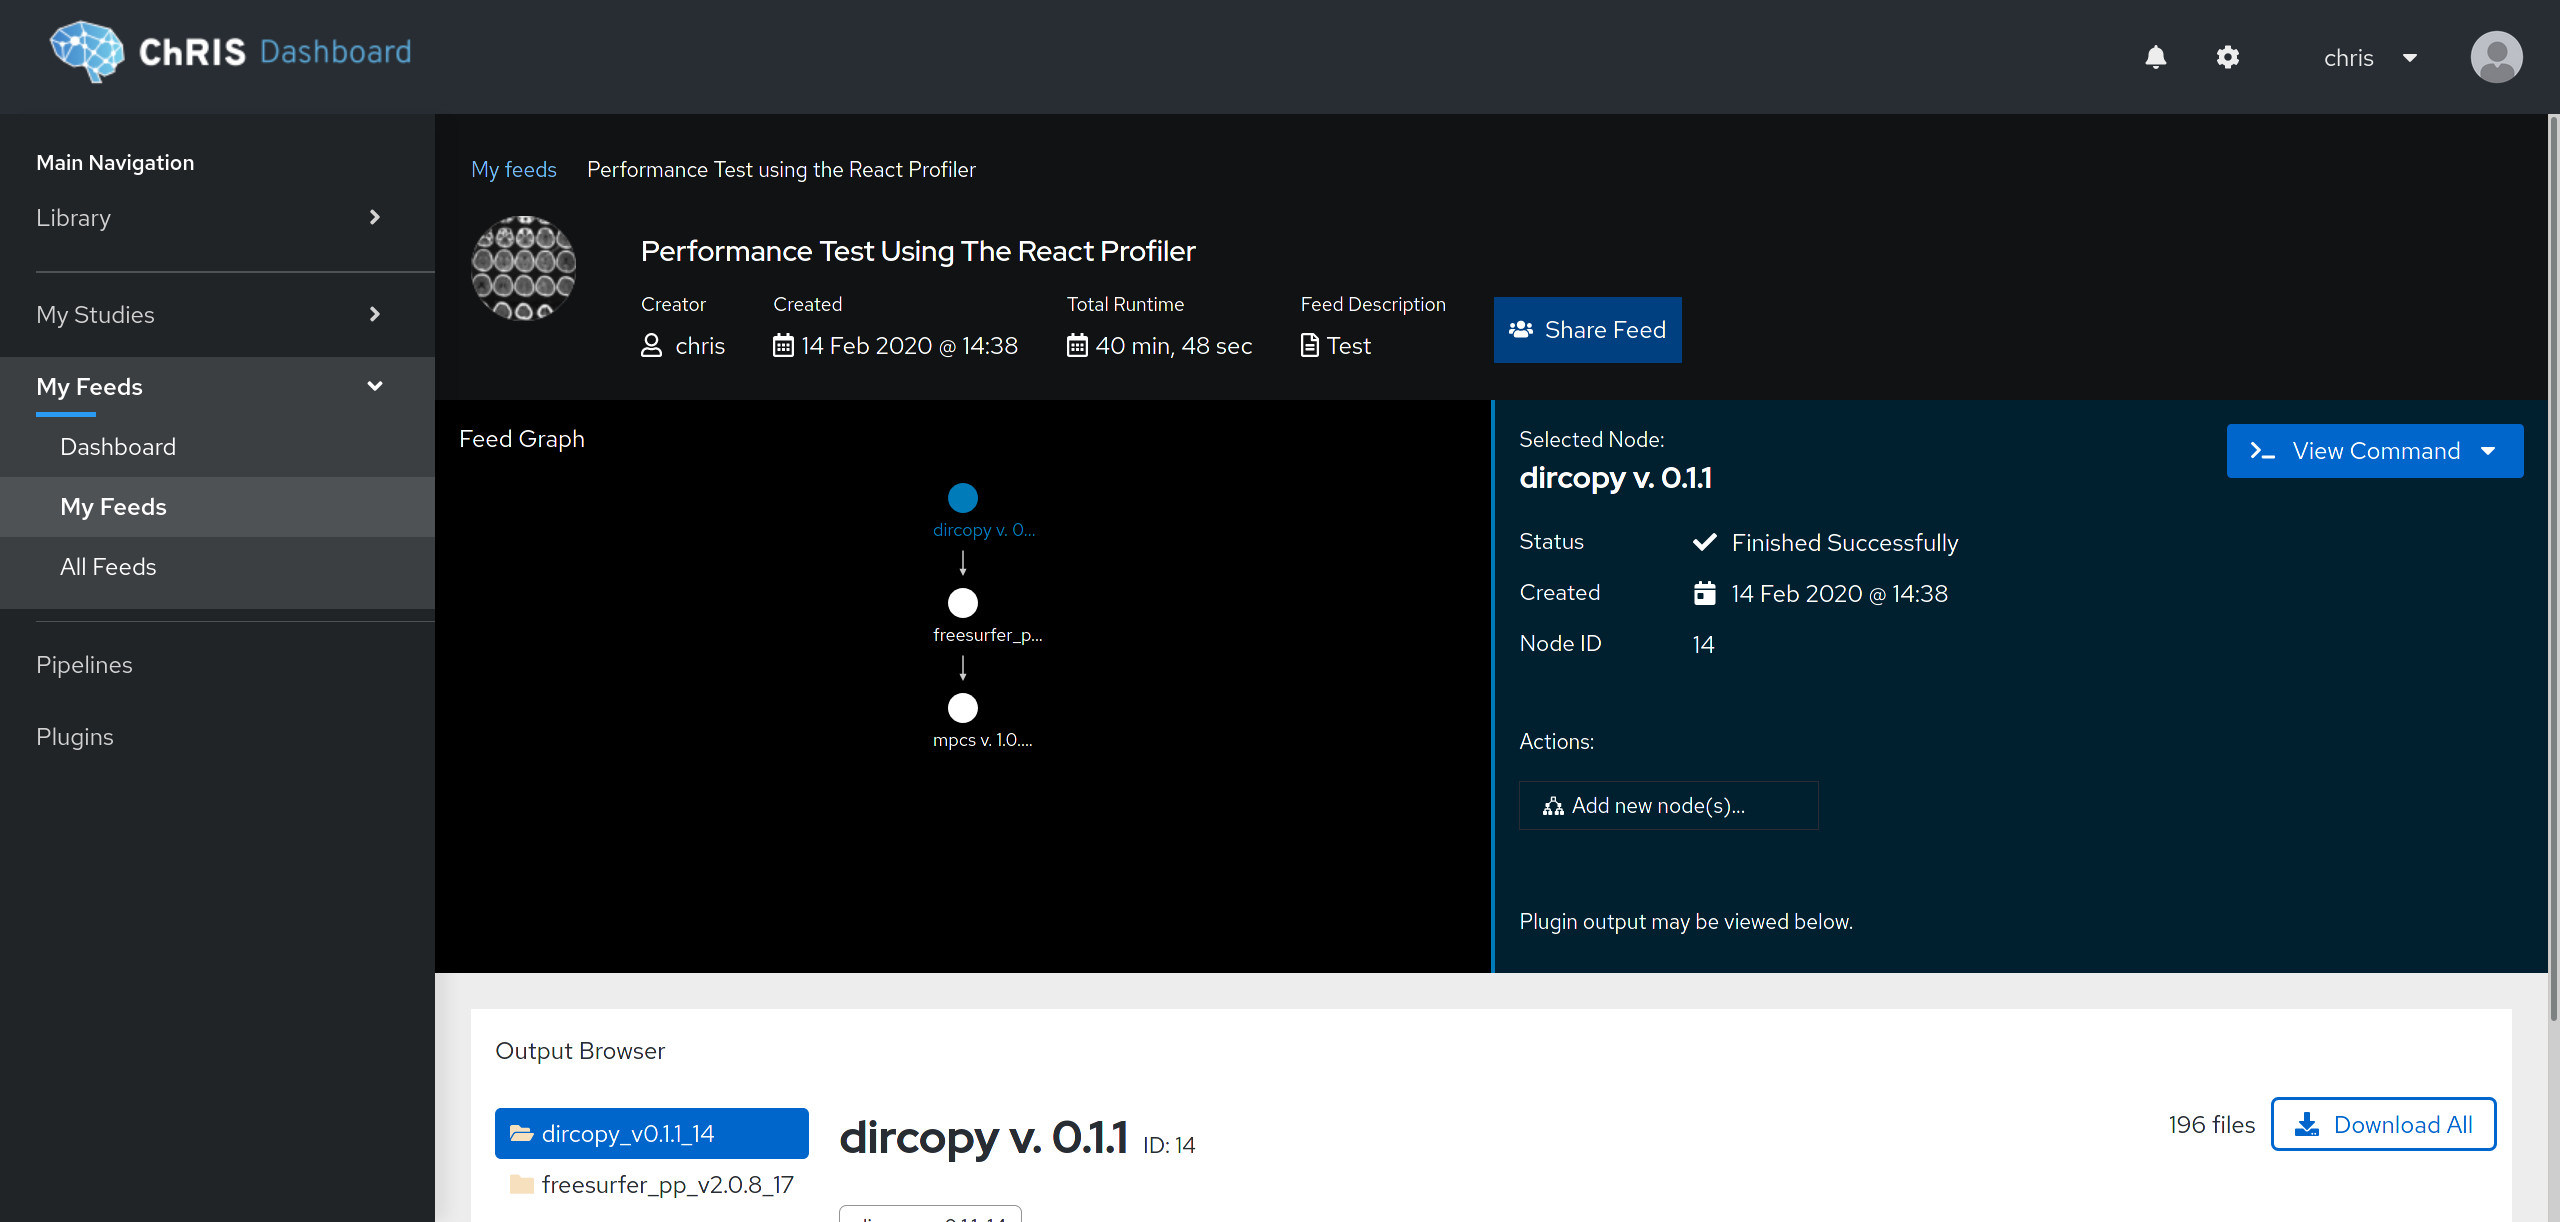 ChRIS Dashboard
chris
Main Navigation
Library
My Studies
My Feeds
Dashboard
My Feeds
All Feeds
Pipelines
Plugins
My feeds
Performance Test using the React Profiler
Performance Test Using The React Profiler
Creator
chris
Created
14 Feb 2020 @ 14:38
Total Runtime
40 min, 48 sec
Feed Description
Test
Share Feed
Feed Graph
dircopy v. 0...
freesurfer_p...
mpcs v. 1.0....
Selected Node:
dircopy v. 0.1.1
View Command
Status
Finished Successfully
Created
14 Feb 2020 @ 14:38
Node ID
14
Actions:
Add new node(s)...
Plugin output may be viewed below.
Output Browser
dircopy_v0.1.1_14
freesurfer_pp_v2.0.8_17
dircopy v. 0.1.1 ID: 14
196 files
Download All